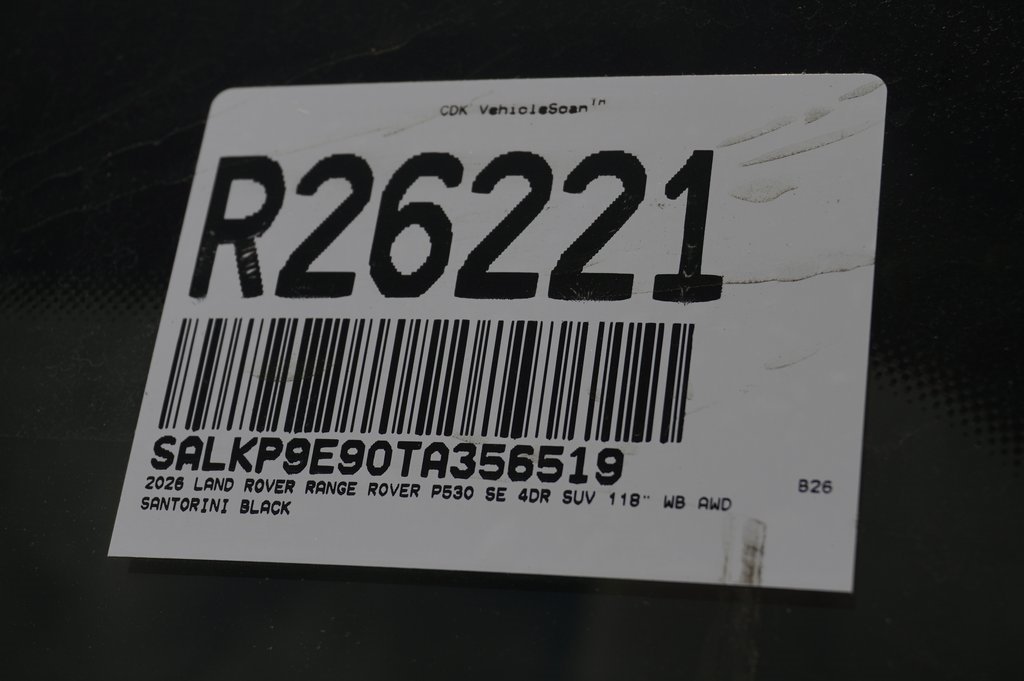 CDK VehicleScan™
R26221
SALKP9E90TA356519
2026 LAND ROVER RANGE ROVER P530 SE 4DR SUV 118" WB AWD
SANTORINI BLACK
B26